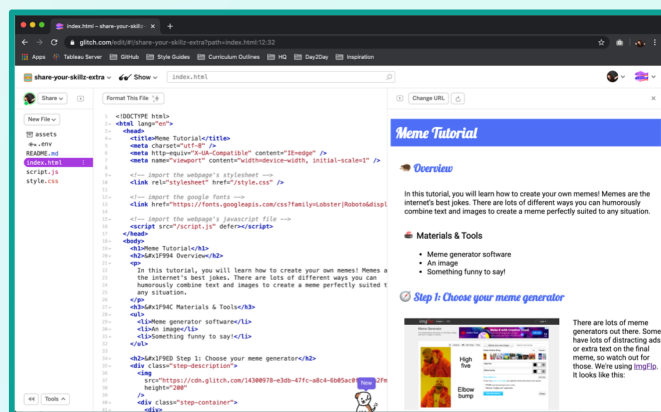 index.html – share-your-skillz-
glitch.com/edit/#!/share-your-skillz-extra?path=index.html:12:32
Apps Tableau Server GitHub Style Guides Curriculum Outlines HQ Day2Day Inspiration
share-your-skillz-extra Show index.html
Share
New File
assets
.env
README.md
index.html
script.js
style.css
Tools
Format This File
<!DOCTYPE html>
<html lang="en">
<head>
<title>Meme Tutorial</title>
<meta charset="utf-8" />
<meta http-equiv="X-UA-Compatible" content="IE=edge" />
<meta name="viewport" content="width=device-width, initial-scale=1" />
<!-- import the webpage's stylesheet -->
<link rel="stylesheet" href="/style.css" />
<!-- import the google fonts -->
<link href="https://fonts.googleapis.com/css?family=Lobster|Roboto&displ
<!-- import the webpage's javascript file -->
<script src="/script.js" defer></script>
</head>
<body>
<h1>Meme Tutorial</h1>
<h2>&#x1F994 Overview</h2>
<p>
In this tutorial, you will learn how to create your own memes! Memes a
the internet's best jokes. There are lots of different ways you can
humorously combine text and images to create a meme perfectly suited t
any situation.
</p>
<h3>&#x1F94C Materials & Tools</h3>
<ul>
<li>Meme generator software</li>
<li>An image</li>
<li>Something funny to say!</li>
</ul>
<h2>&#x1F9ED Step 1: Choose your meme generator</h2>
<div class="step-description">
<img
height="200"
/>
<div class="step-container">
<div>
New
Change URL
Meme Tutorial
Overview
In this tutorial, you will learn how to create your own memes! Memes are the
internet's best jokes. There are lots of different ways you can humorously
combine text and images to create a meme perfectly suited to any situation.
Materials & Tools
Meme generator software
An image
Something funny to say!
Step 1: Choose your meme generator
High
five
Elbow
bump
There are lots of meme
generators out there. Some
have lots of distracting ads
or extra text on the final
meme, so watch out for
those. We're using ImgFlp.
It looks like this: